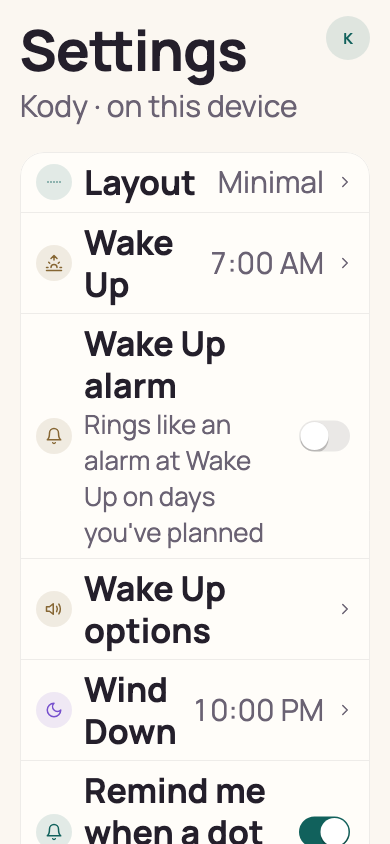 Settings
K
Kody · on this device
Layout
Minimal
Wake
Up
7:00 AM
Wake Up
alarm
Rings like an
alarm at Wake
Up on days
you've planned
Wake Up
options
Wind
Down
10:00 PM
Remind me
when a dot